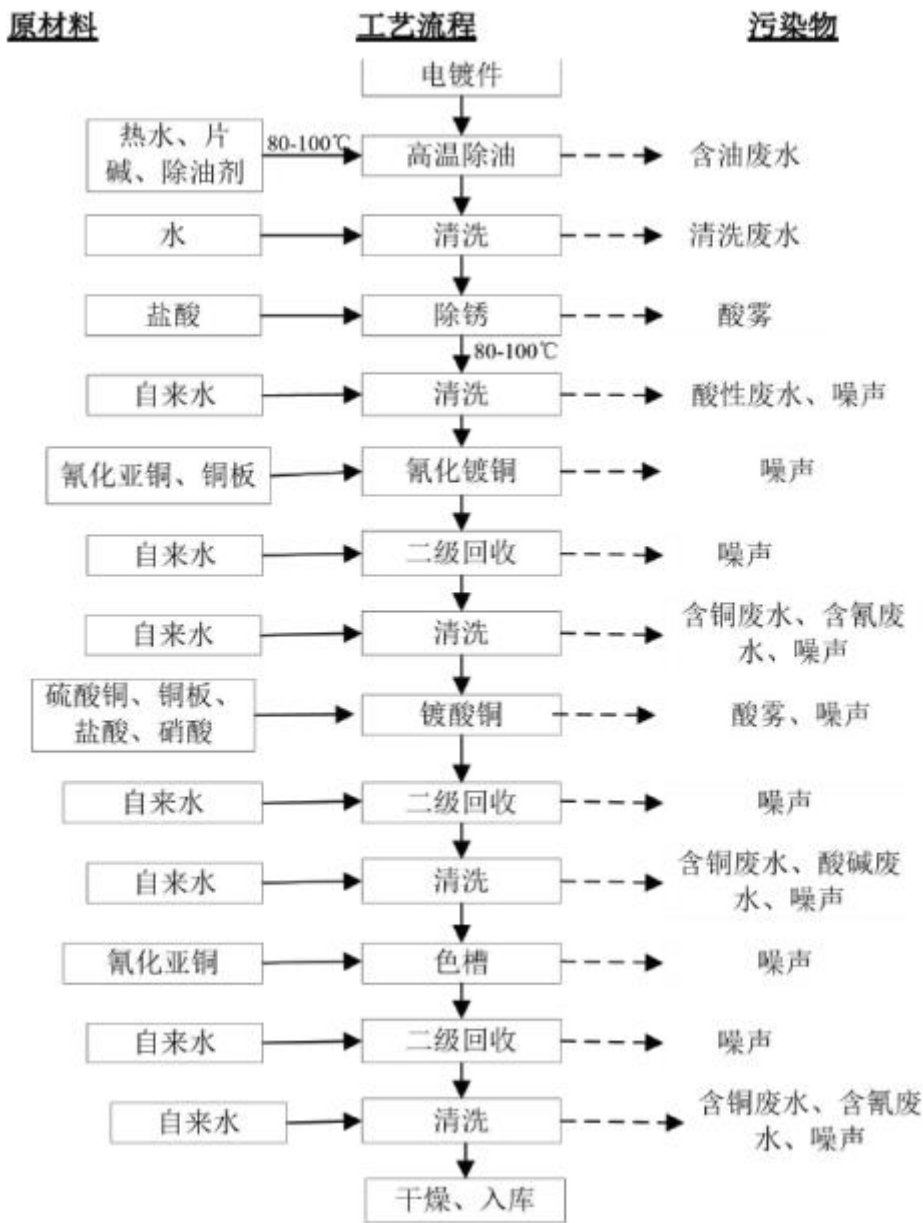 原材料
工艺流程
污染物
电镀件
热水、片
碱、除油剂
80-100℃
高温除油
含油废水
水
清洗
清洗废水
盐酸
除锈
酸雾
80-100℃
自来水
清洗
酸性废水、噪声
氰化亚铜、铜板
氰化镀铜
噪声
自来水
二级回收
噪声
自来水
清洗
含铜废水、含氰废
水、噪声
硫酸铜、铜板、
盐酸、硝酸
镀酸铜
酸雾、噪声
自来水
二级回收
噪声
自来水
清洗
含铜废水、酸碱废
水、噪声
氰化亚铜
色槽
噪声
自来水
二级回收
噪声
自来水
清洗
含铜废水、含氰废
水、噪声
干燥、入库